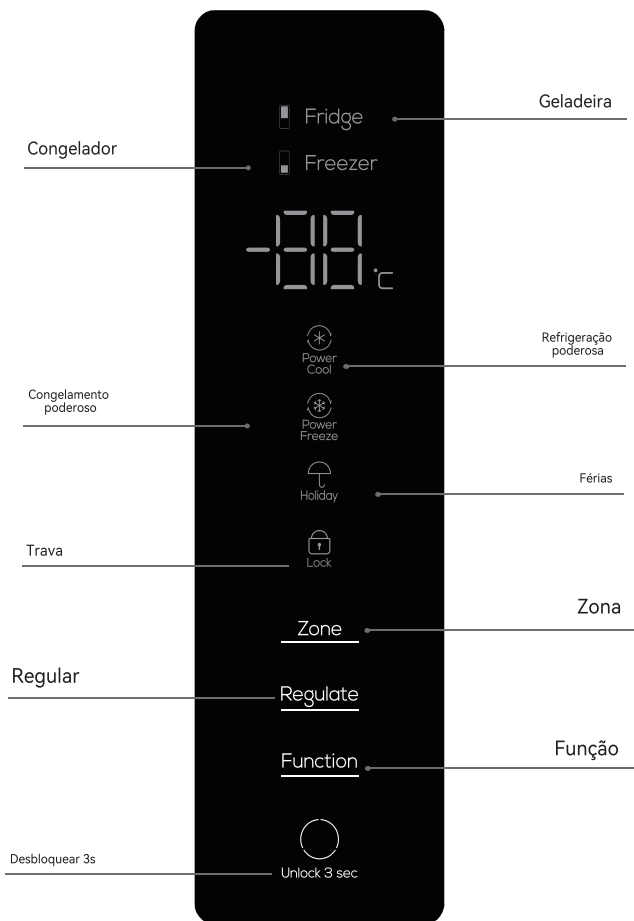 Geladeira
Fridge
Congelador
Freezer
-88°C
Power
Cool
Refrigeração
poderosa
Congelamento
poderoso
Power
Freeze
Holiday
Férias
Trava
Lock
Zona
Zone
Regular
Regulate
Função
Function
Desbloquear 3s
Unlock 3 sec